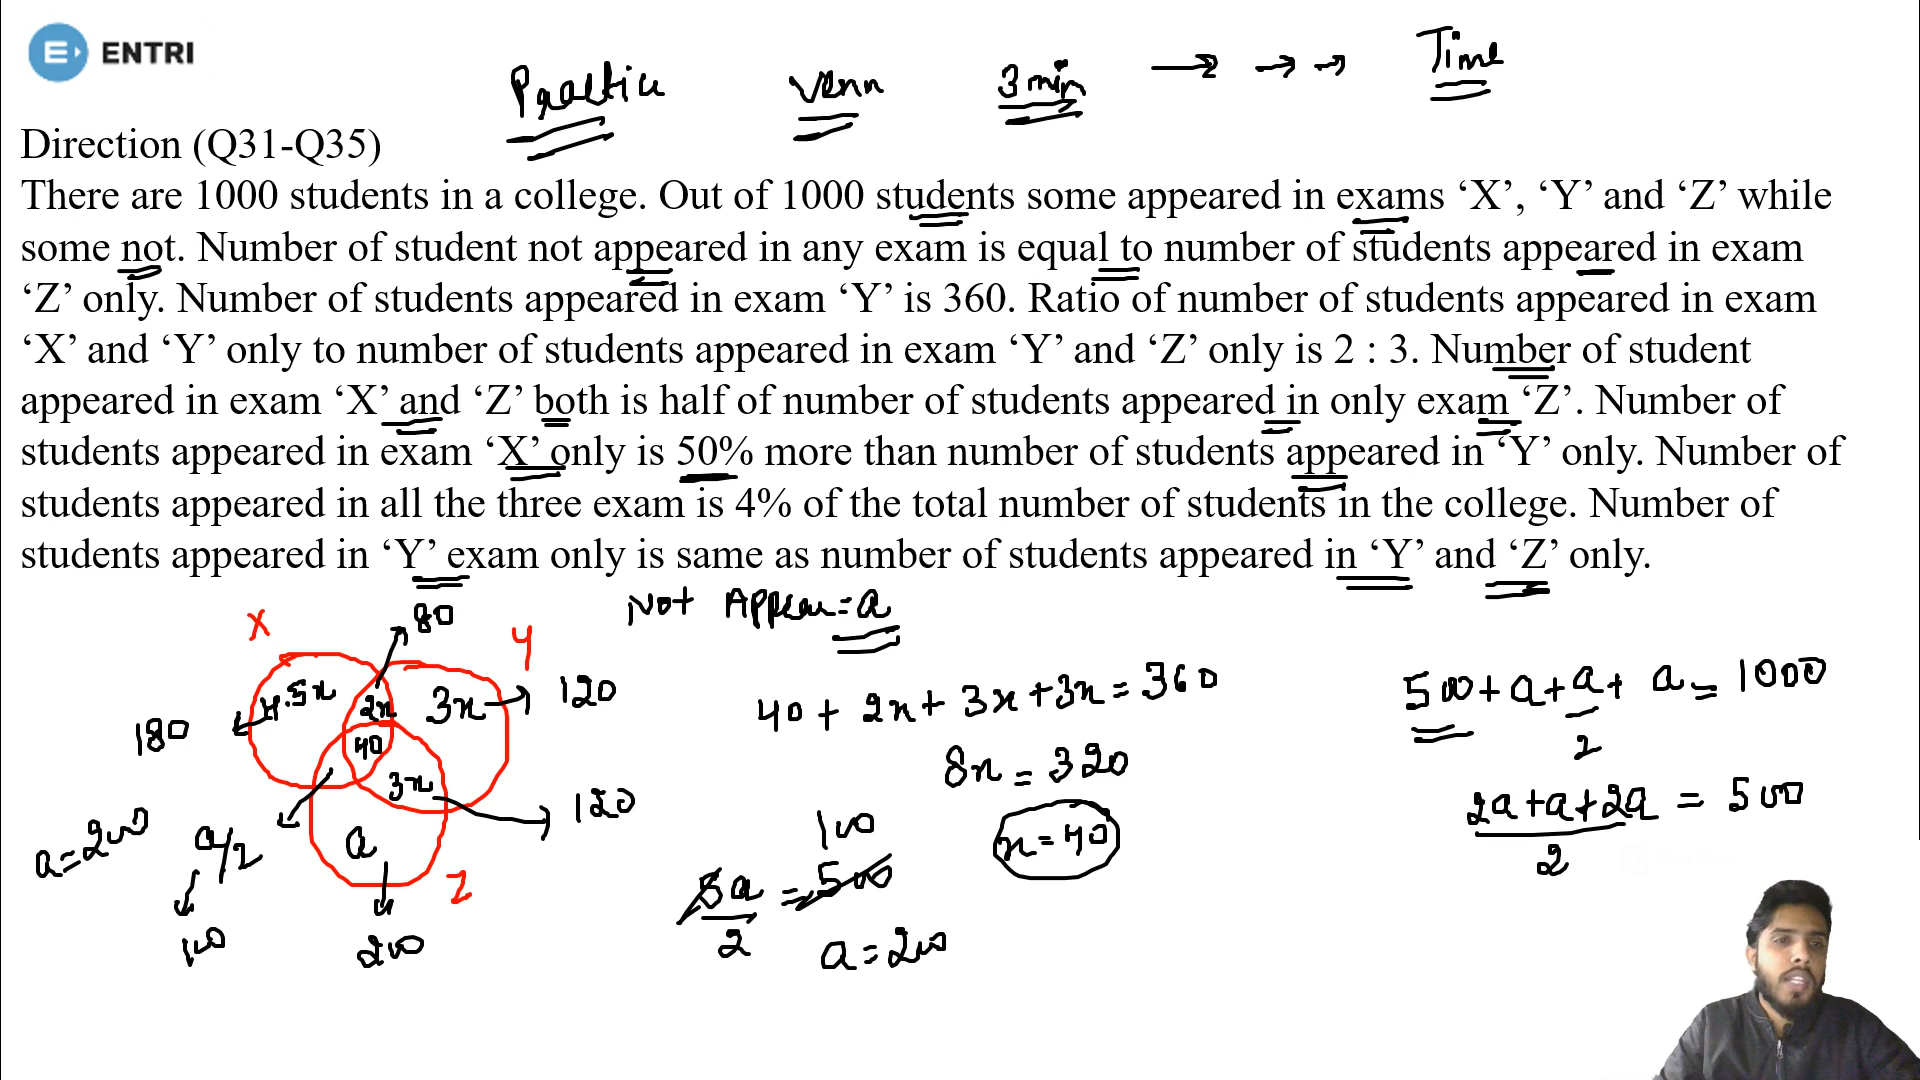 ENTRI
Practice Venn 3 min → → → Time
Direction (Q31-Q35)
There are 1000 students in a college. Out of 1000 students some appeared in exams ‘X’, ‘Y’ and ‘Z’ while
some not. Number of student not appeared in any exam is equal to number of students appeared in exam
‘Z’ only. Number of students appeared in exam ‘Y’ is 360. Ratio of number of students appeared in exam
‘X’ and ‘Y’ only to number of students appeared in exam ‘Y’ and ‘Z’ only is 2 : 3. Number of student
appeared in exam ‘X’ and ‘Z’ both is half of number of students appeared in only exam ‘Z’. Number of
students appeared in exam ‘X’ only is 50% more than number of students appeared in ‘Y’ only. Number of
students appeared in all the three exam is 4% of the total number of students in the college. Number of
students appeared in ‘Y’ exam only is same as number of students appeared in ‘Y’ and ‘Z’ only.
Not Appear = a
X 80 Y
4.5x 2x 3x 120
180 40
3x 120
a=200 a/2 a
Z
100 200
40 + 2x + 3x + 3x = 360
8x = 320
x = 40
500 + a + a/2 + a = 1000
2a + a + 2a / 2 = 500
100
5a/2 = 500
a = 200